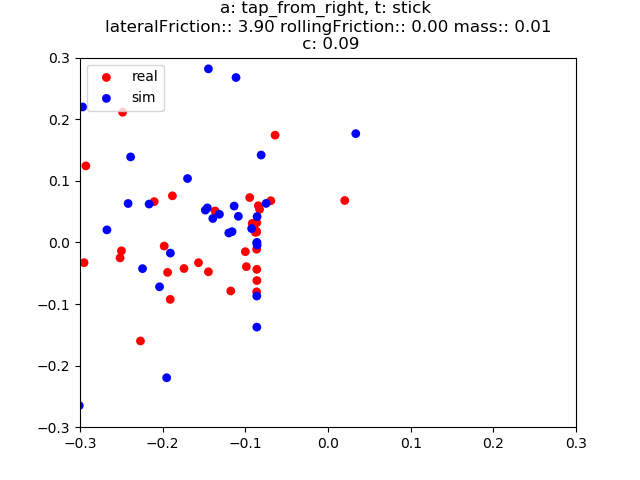 a: tap_from_right, t: stick
lateralFriction:: 3.90 rollingFriction:: 0.00 mass:: 0.01
c: 0.09
real
sim
0.3
0.2
0.1
0.0
−0.1
−0.2
−0.3
−0.3 −0.2 −0.1 0.0 0.1 0.2 0.3